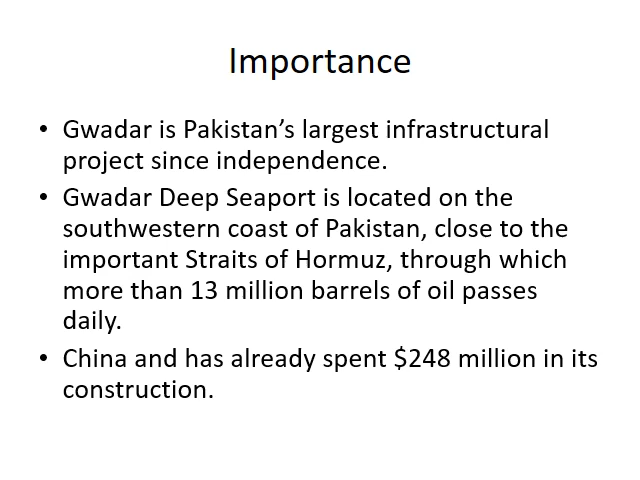 Importance
• Gwadar is Pakistan’s largest infrastructural
project since independence.
• Gwadar Deep Seaport is located on the
southwestern coast of Pakistan, close to the
important Straits of Hormuz, through which
more than 13 million barrels of oil passes
daily.
• China and has already spent $248 million in its
construction.